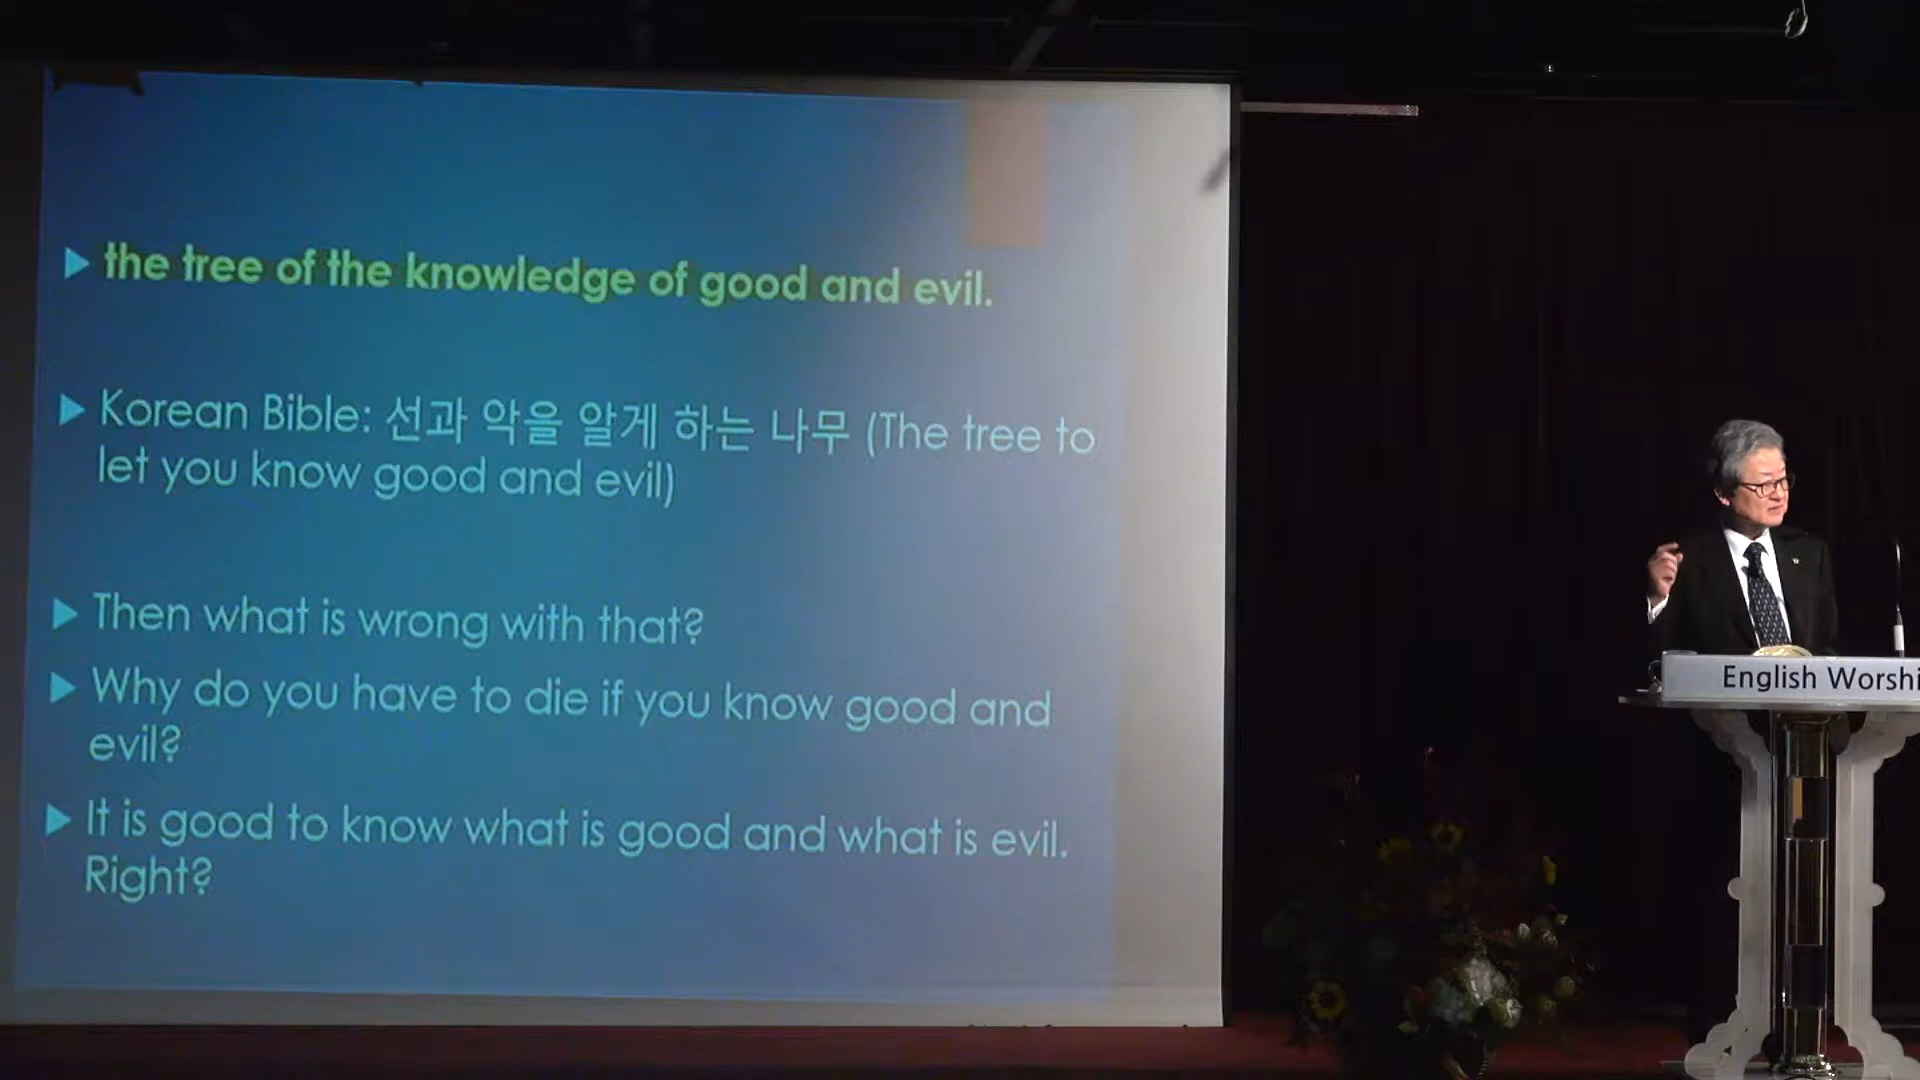 the tree of the knowledge of good and evil.
Korean Bible: 선과 악을 알게 하는 나무 (The tree to
let you know good and evil)
Then what is wrong with that?
Why do you have to die if you know good and
evil?
It is good to know what is good and what is evil.
Right?
English Worshi